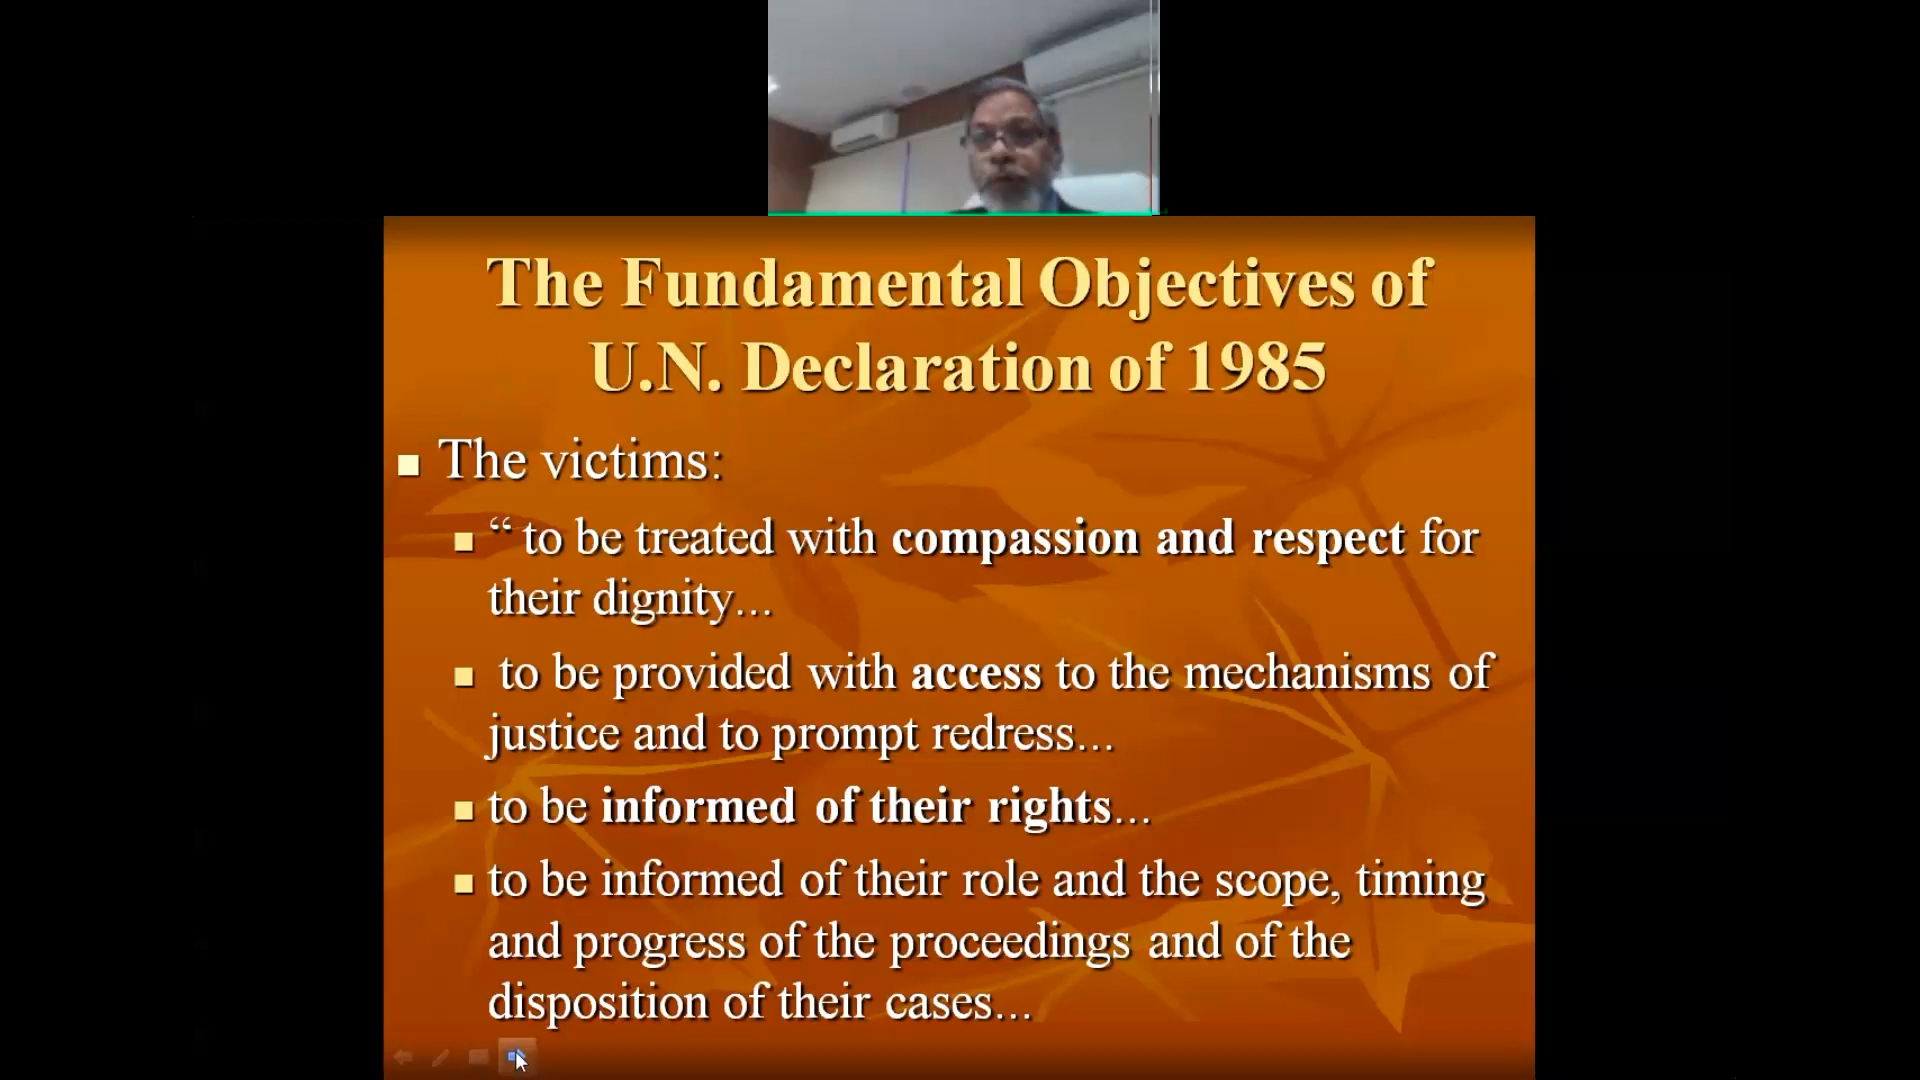 The Fundamental Objectives of
U.N. Declaration of 1985
The victims:
“ to be treated with compassion and respect for
their dignity...
to be provided with access to the mechanisms of
justice and to prompt redress...
to be informed of their rights...
to be informed of their role and the scope, timing
and progress of the proceedings and of the
disposition of their cases...